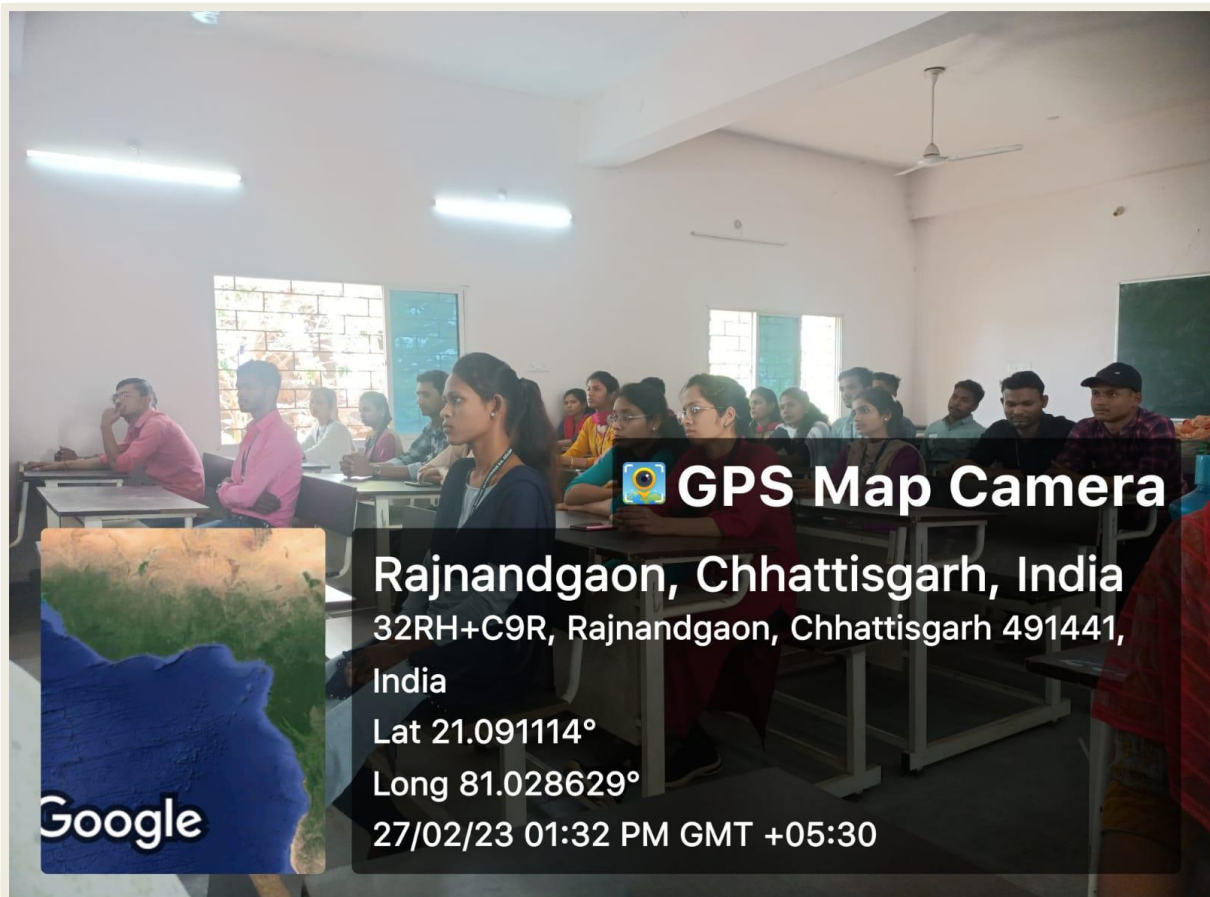 GPS Map Camera
Rajnandgaon, Chhattisgarh, India
32RH+C9R, Rajnandgaon, Chhattisgarh 491441,
India
Lat 21.091114°
Long 81.028629°
27/02/23 01:32 PM GMT +05:30
Google